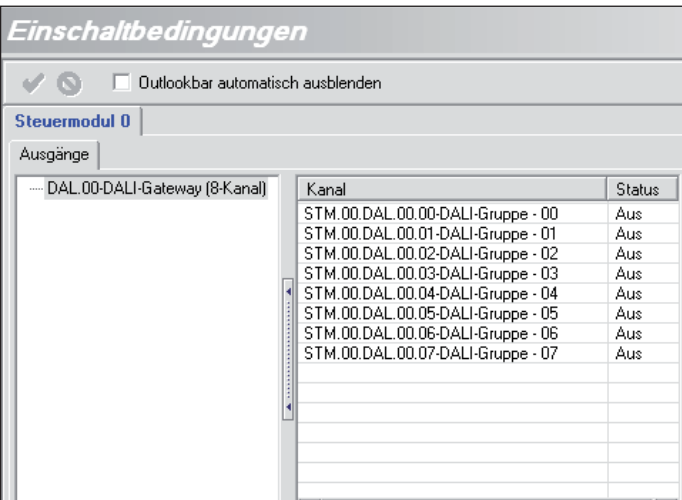 Einschaltbedingungen
Outlookbar automatisch ausblenden
Steuermodul 0
Ausgänge
DAL.00-DALI-Gateway (8-Kanal)
Kanal Status
STM.00.DAL.00.00-DALI-Gruppe - 00 Aus
STM.00.DAL.00.01-DALI-Gruppe - 01 Aus
STM.00.DAL.00.02-DALI-Gruppe - 02 Aus
STM.00.DAL.00.03-DALI-Gruppe - 03 Aus
STM.00.DAL.00.04-DALI-Gruppe - 04 Aus
STM.00.DAL.00.05-DALI-Gruppe - 05 Aus
STM.00.DAL.00.06-DALI-Gruppe - 06 Aus
STM.00.DAL.00.07-DALI-Gruppe - 07 Aus